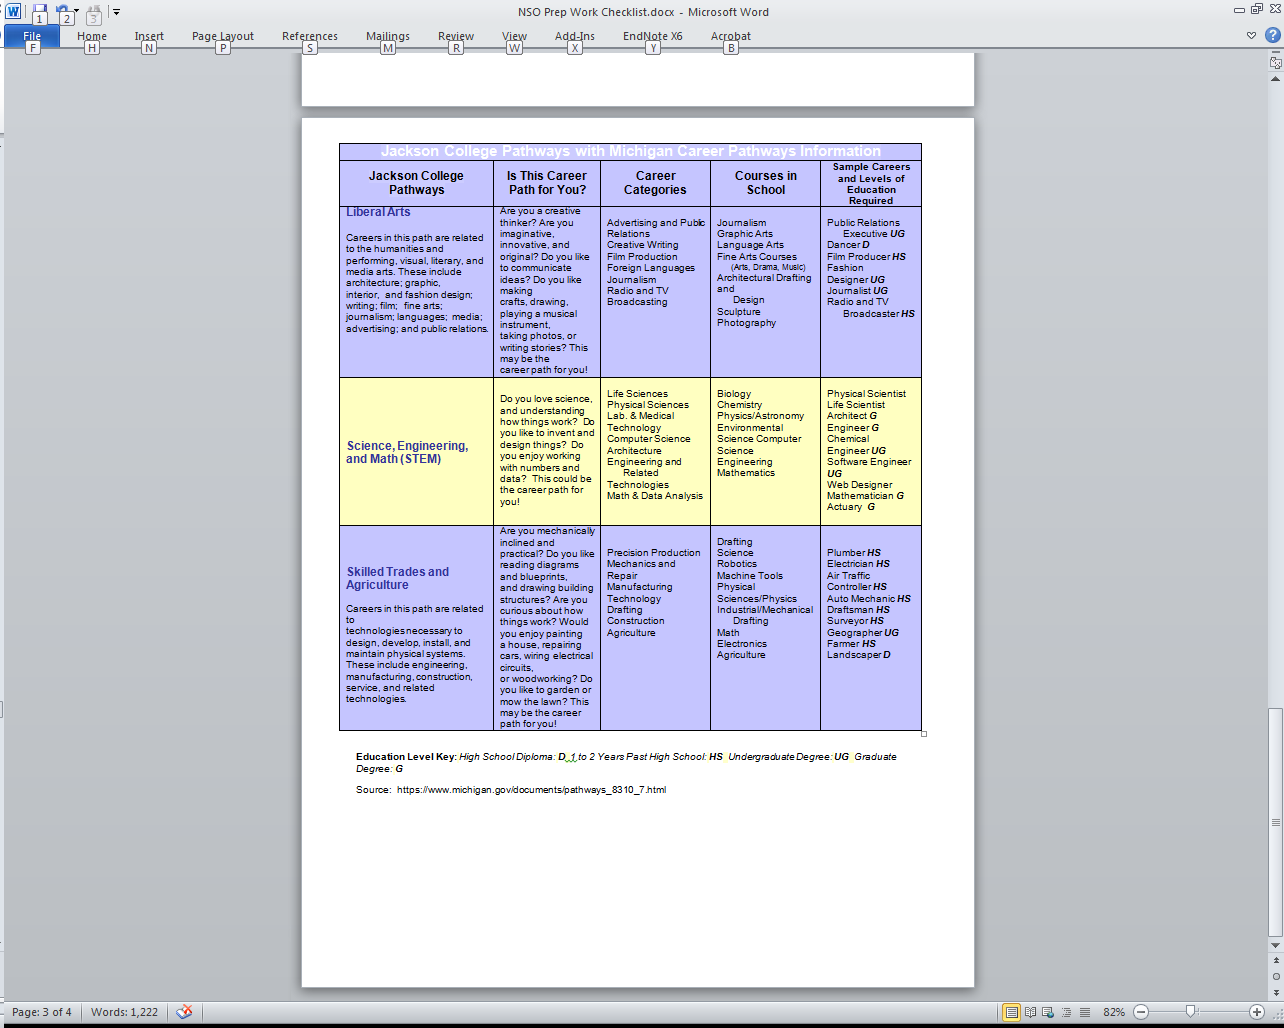 NSO Prep Work Checklist.docx - Microsoft Word
1 2 3
File Home Insert Page Layout References Mailings Review View Add-Ins EndNote X6 Acrobat
F H N P S M R W X Y B
Jackson College Pathways with Michigan Career Pathways Information
Jackson College
Pathways
Is This Career
Path for You?
Career
Categories
Courses in
School
Sample Careers
and Levels of
Education
Required
Liberal Arts
Careers in this path are related
to the humanities and
performing, visual, literary, and
media arts. These include
architecture; graphic,
interior, and fashion design;
writing; film; fine arts;
journalism; languages; media;
advertising; and public relations.
Are you a creative
thinker? Are you
imaginative,
innovative, and
original? Do you like
to communicate
ideas? Do you like
making
crafts, drawing,
playing a musical
instrument,
taking photos, or
writing stories? This
may be the
career path for you!
Advertising and Public
Relations
Creative Writing
Film Production
Foreign Languages
Journalism
Radio and TV
Broadcasting
Journalism
Graphic Arts
Language Arts
Fine Arts Courses
(Arts, Drama, Music)
Architectural Drafting
and
Design
Sculpture
Photography
Public Relations
Executive UG
Dancer D
Film Producer HS
Fashion
Designer UG
Journalist UG
Radio and TV
Broadcaster HS
Science, Engineering,
and Math (STEM)
Do you love science,
and understanding
how things work? Do
you like to invent and
design things? Do
you enjoy working
with numbers and
data? This could be
the career path for
you!
Life Sciences
Physical Sciences
Lab. & Medical
Technology
Computer Science
Architecture
Engineering and
Related
Technologies
Math & Data Analysis
Biology
Chemistry
Physics/Astronomy
Environmental
Science Computer
Science
Engineering
Mathematics
Physical Scientist
Life Scientist
Architect G
Engineer G
Chemical
Engineer UG
Software Engineer
UG
Web Designer
Mathematician G
Actuary G
Skilled Trades and
Agriculture
Careers in this path are related
to
technologies necessary to
design, develop, install, and
maintain physical systems.
These include engineering,
manufacturing, construction,
service, and related
technologies.
Are you mechanically
inclined and
practical? Do you like
reading diagrams
and blueprints,
and drawing building
structures? Are you
curious about how
things work? Would
you enjoy painting
a house, repairing
cars, wiring electrical
circuits,
or woodworking? Do
you like to garden or
mow the lawn? This
may be the career
path for you!
Precision Production
Mechanics and
Repair
Manufacturing
Technology
Drafting
Construction
Agriculture
Drafting
Science
Robotics
Machine Tools
Physical
Sciences/Physics
Industrial/Mechanical
Drafting
Math
Electronics
Agriculture
Plumber HS
Electrician HS
Air Traffic
Controller HS
Auto Mechanic HS
Draftsman HS
Surveyor HS
Geographer UG
Farmer HS
Landscaper D
Education Level Key: High School Diploma: D, 1 to 2 Years Past High School: HS Undergraduate Degree: UG Graduate
Degree: G
Source: https://www.michigan.gov/documents/pathways_8310_7.html
Page: 3 of 4 Words: 1,222 82%